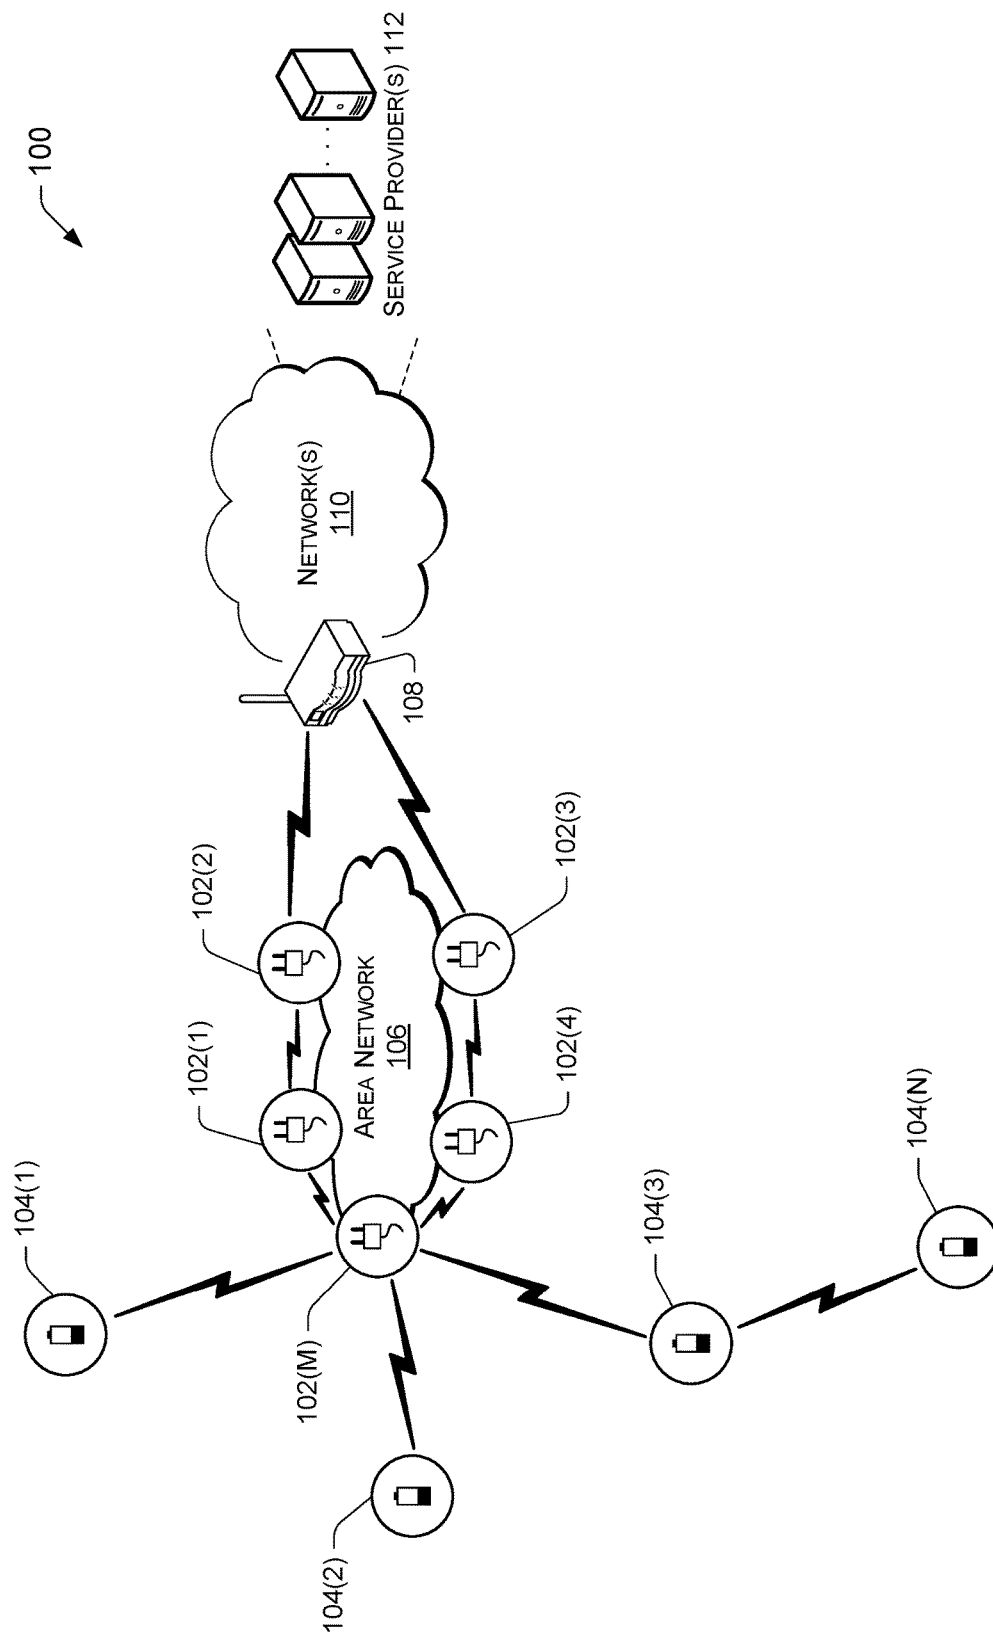 100
104(1)
102(1)
102(2)
NETWORK(S)
110
SERVICE PROVIDER(S) 112
108
AREA NETWORK
106
102(M)
104(2)
102(4)
102(3)
104(3)
104(N)